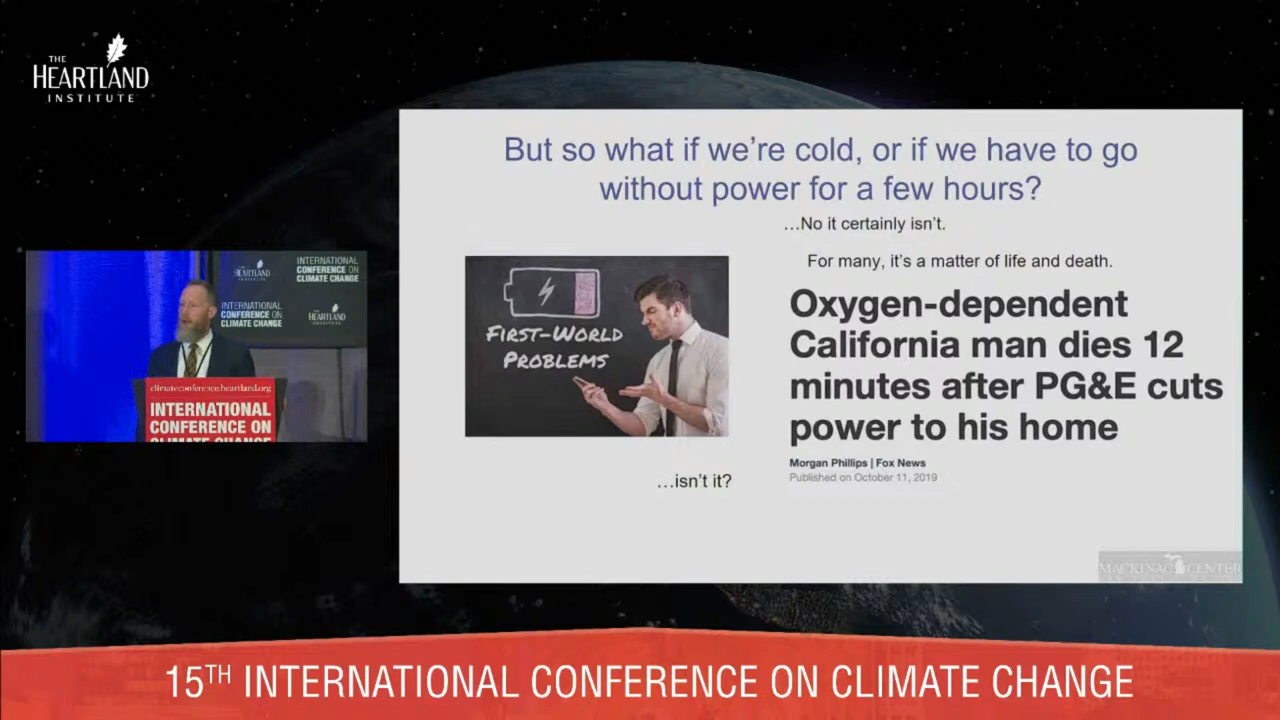 THE
HEARTLAND
INSTITUTE
But so what if we're cold, or if we have to go
without power for a few hours?
...No it certainly isn't.
For many, it's a matter of life and death.
FIRST-WORLD
PROBLEMS
...isn't it?
Oxygen-dependent
California man dies 12
minutes after PG&E cuts
power to his home
Morgan Phillips | Fox News
Published on October 11, 2019
MACKINAC CENTER
HEARTLAND
INTERNATIONAL
CONFERENCE ON
CLIMATE CHANGE
INTERNATIONAL
CONFERENCE ON
CLIMATE CHANGE
HEARTLAND
climateconference.heartland.org
INTERNATIONAL
CONFERENCE ON
CLIMATE CHANGE
15TH INTERNATIONAL CONFERENCE ON CLIMATE CHANGE